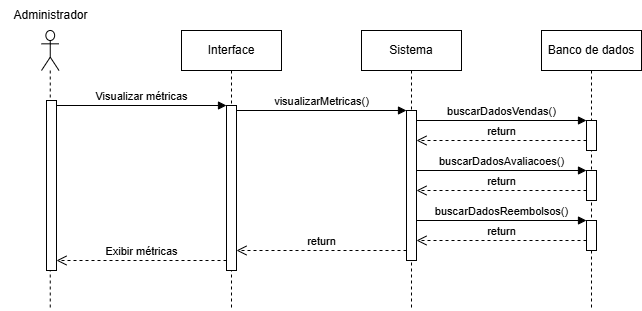 Administrador
Interface
Sistema
Banco de dados
Visualizar métricas
visualizarMetricas()
buscarDadosVendas()
return
buscarDadosAvaliacoes()
return
buscarDadosReembolsos()
return
return
Exibir métricas